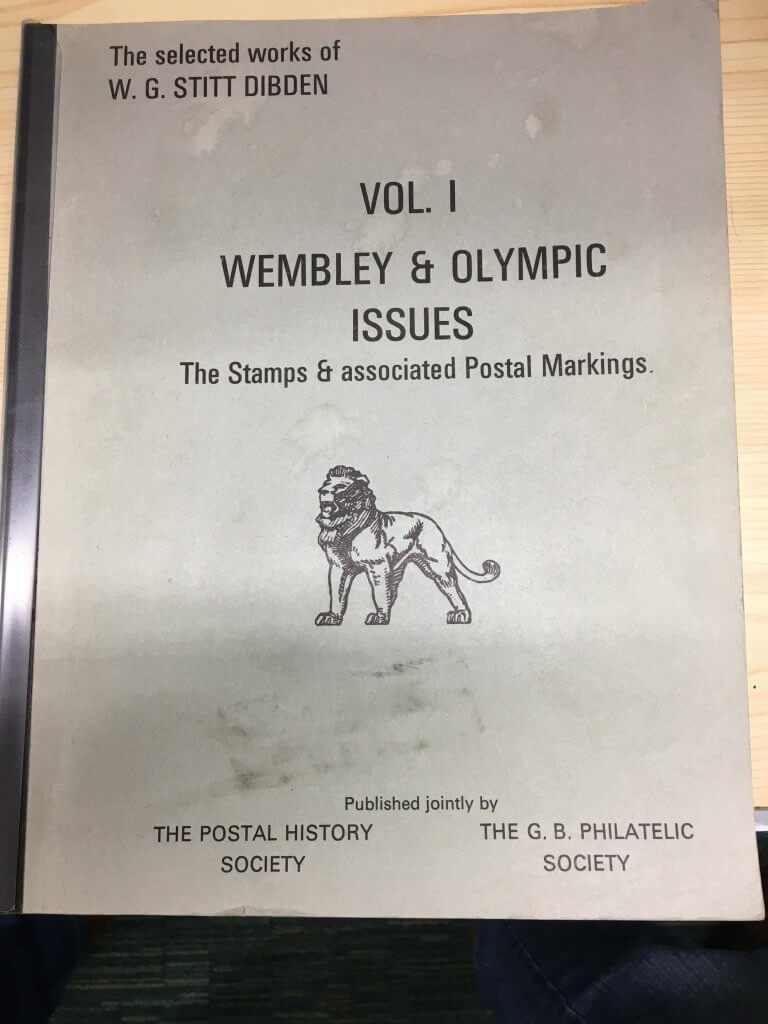 The selected works of
W. G. STITT DIBDEN
VOL. I
WEMBLEY & OLYMPIC
ISSUES
The Stamps & associated Postal Markings.
Published jointly by
THE POSTAL HISTORY
SOCIETY
THE G. B. PHILATELIC
SOCIETY